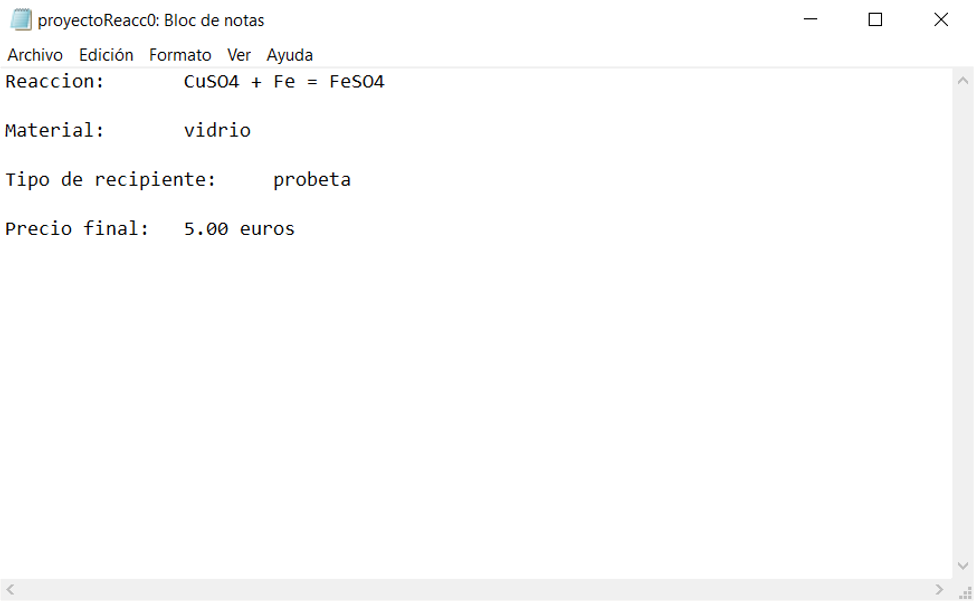 proyectoReacc0: Bloc de notas
Archivo Edición Formato Ver Ayuda
Reaccion: CuSO4 + Fe = FeSO4
Material: vidrio
Tipo de recipiente: probeta
Precio final: 5.00 euros